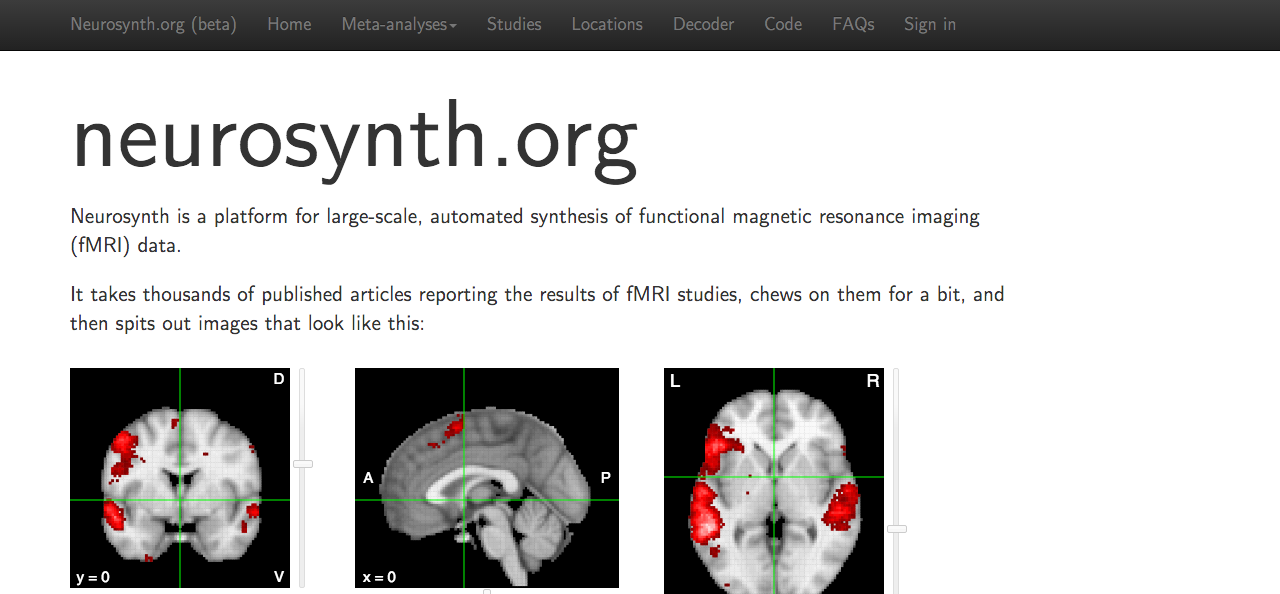 Neurosynth.org (beta) Home Meta-analyses Studies Locations Decoder Code FAQs Sign in
neurosynth.org
Neurosynth is a platform for large-scale, automated synthesis of functional magnetic resonance imaging
(fMRI) data.
It takes thousands of published articles reporting the results of fMRI studies, chews on them for a bit, and
then spits out images that look like this:
D
L R
A P
y = 0 V
x = 0